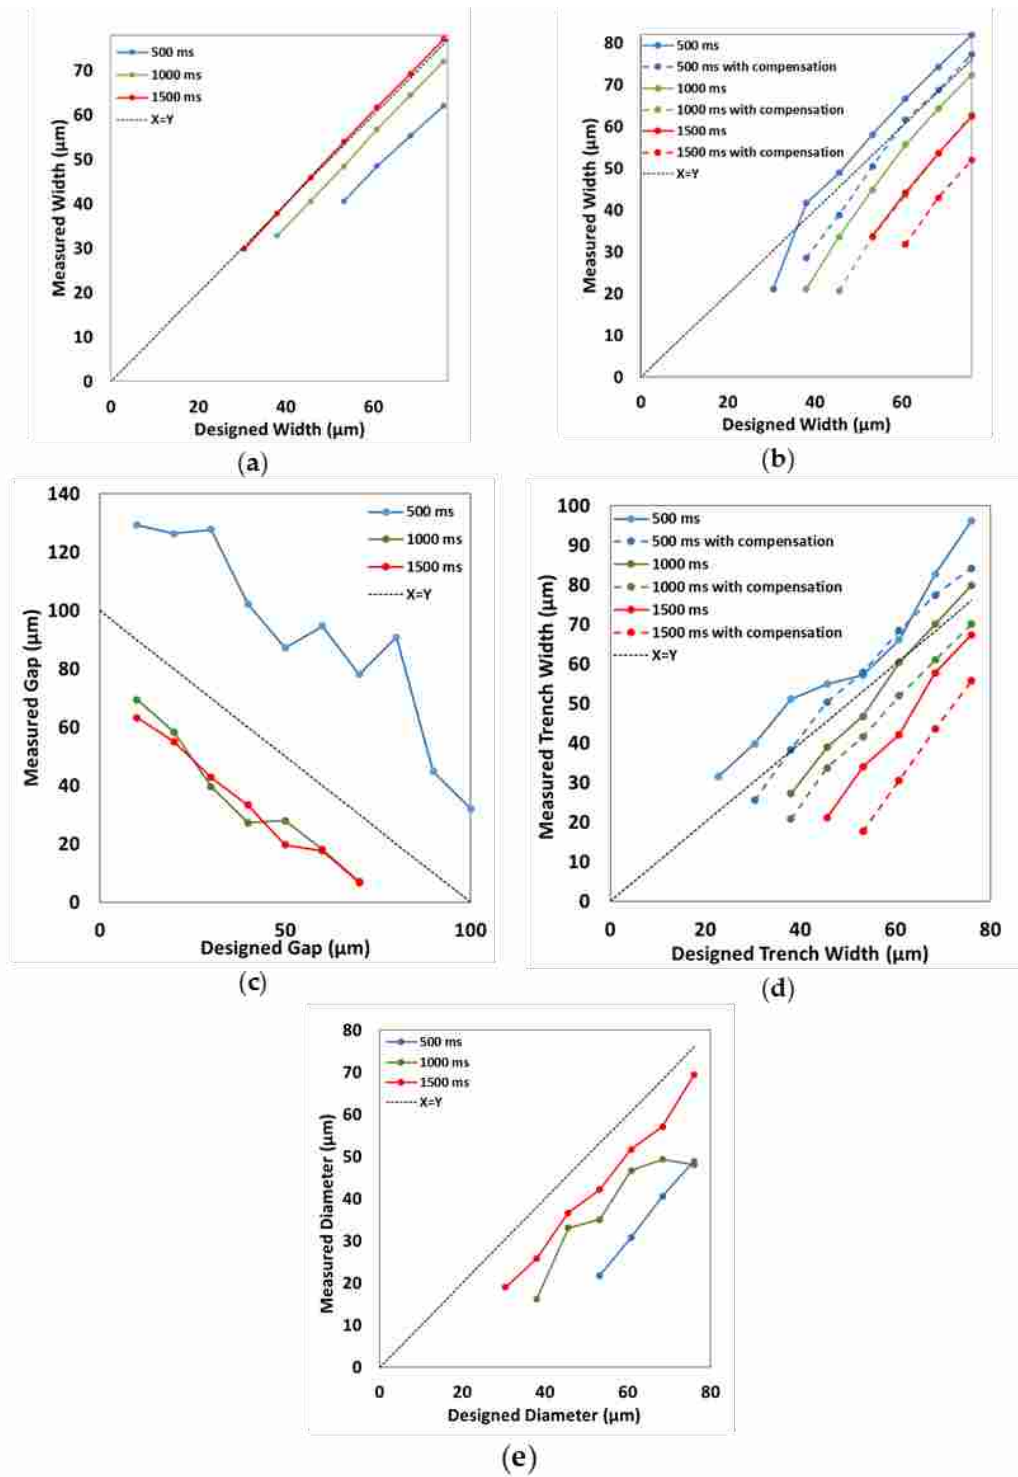 500 ms
1000 ms
1500 ms
X=Y
Measured Width (µm)
70
60
50
40
30
20
10
0
0 20 40 60
Designed Width (µm)
(a)
500 ms
500 ms with compensation
1000 ms
1000 ms with compensation
1500 ms
1500 ms with compensation
X=Y
Measured Width (µm)
80
70
60
50
40
30
20
10
0
0 20 40 60
Designed Width (µm)
(b)
500 ms
1000 ms
1500 ms
X=Y
Measured Gap (µm)
140
120
100
80
60
40
20
0
0 50 100
Designed Gap (µm)
(c)
500 ms
500 ms with compensation
1000 ms
1000 ms with compensation
1500 ms
1500 ms with compensation
X=Y
Measured Trench Width (µm)
100
90
80
70
60
50
40
30
20
10
0
0 20 40 60 80
Designed Trench Width (µm)
(d)
500 ms
1000 ms
1500 ms
X=Y
Measured Diameter (µm)
80
70
60
50
40
30
20
10
0
0 20 40 60 80
Designed Diameter (µm)
(e)